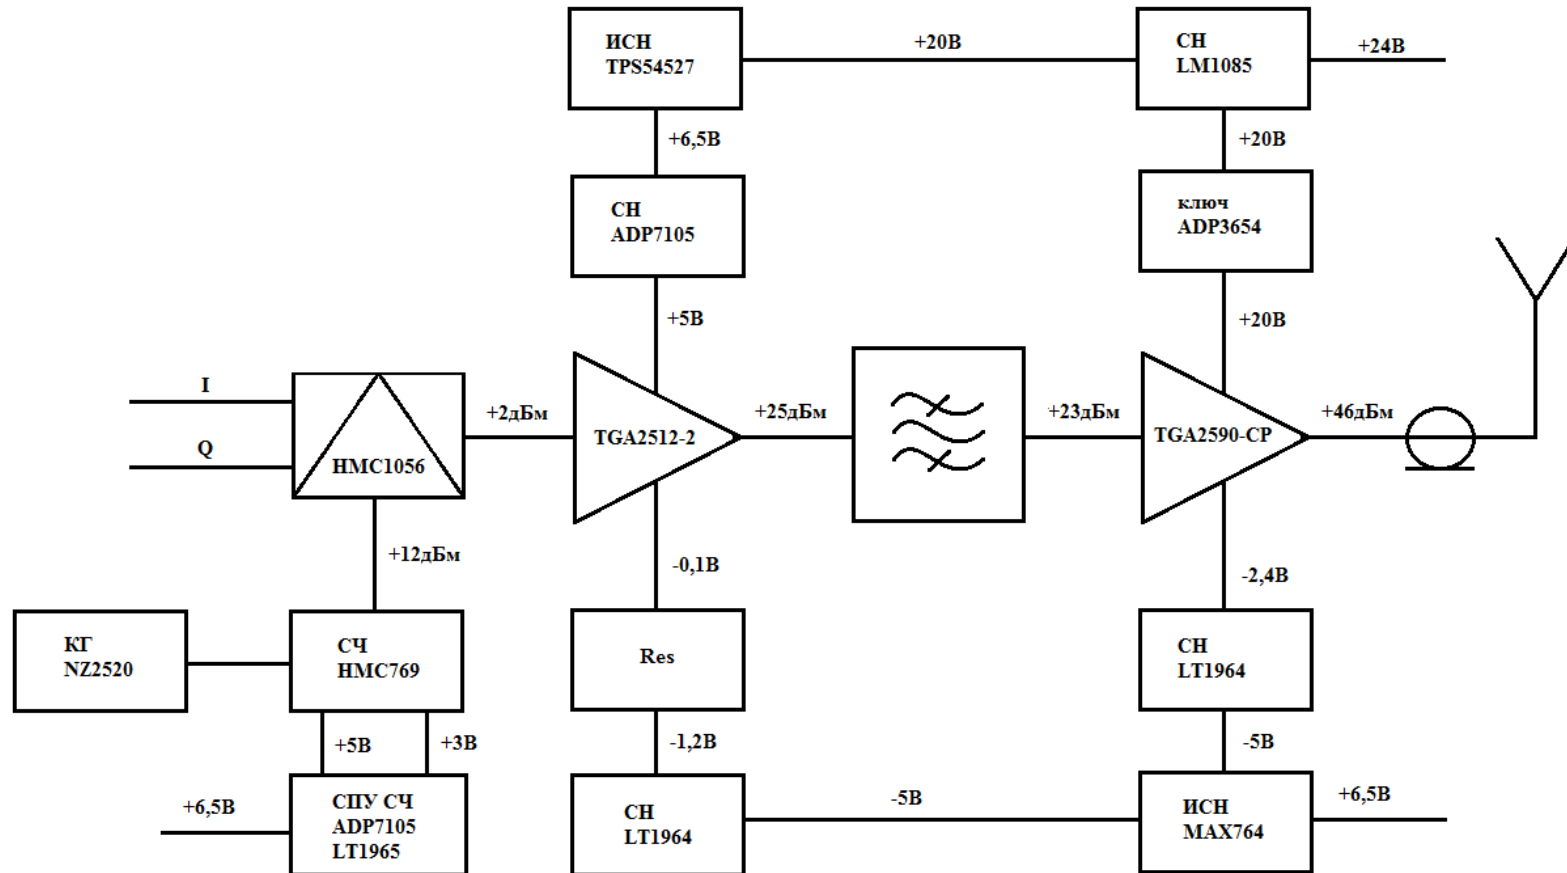 ИСН
TPS54527
+20В
СН
LM1085
+24В
+6,5В
+20В
СН
ADP7105
ключ
ADP3654
+5В
+20В
I
Q
HMC1056
+2дБм
TGA2512-2
+25дБм
+23дБм
TGA2590-CP
+46дБм
+12дБм
-0,1В
-2,4В
КГ
NZ2520
СЧ
HMC769
Res
СН
LT1964
+5В
+3В
-1,2В
-5В
+6,5В
СПУ СЧ
ADP7105
LT1965
СН
LT1964
-5В
ИСН
MAX764
+6,5В